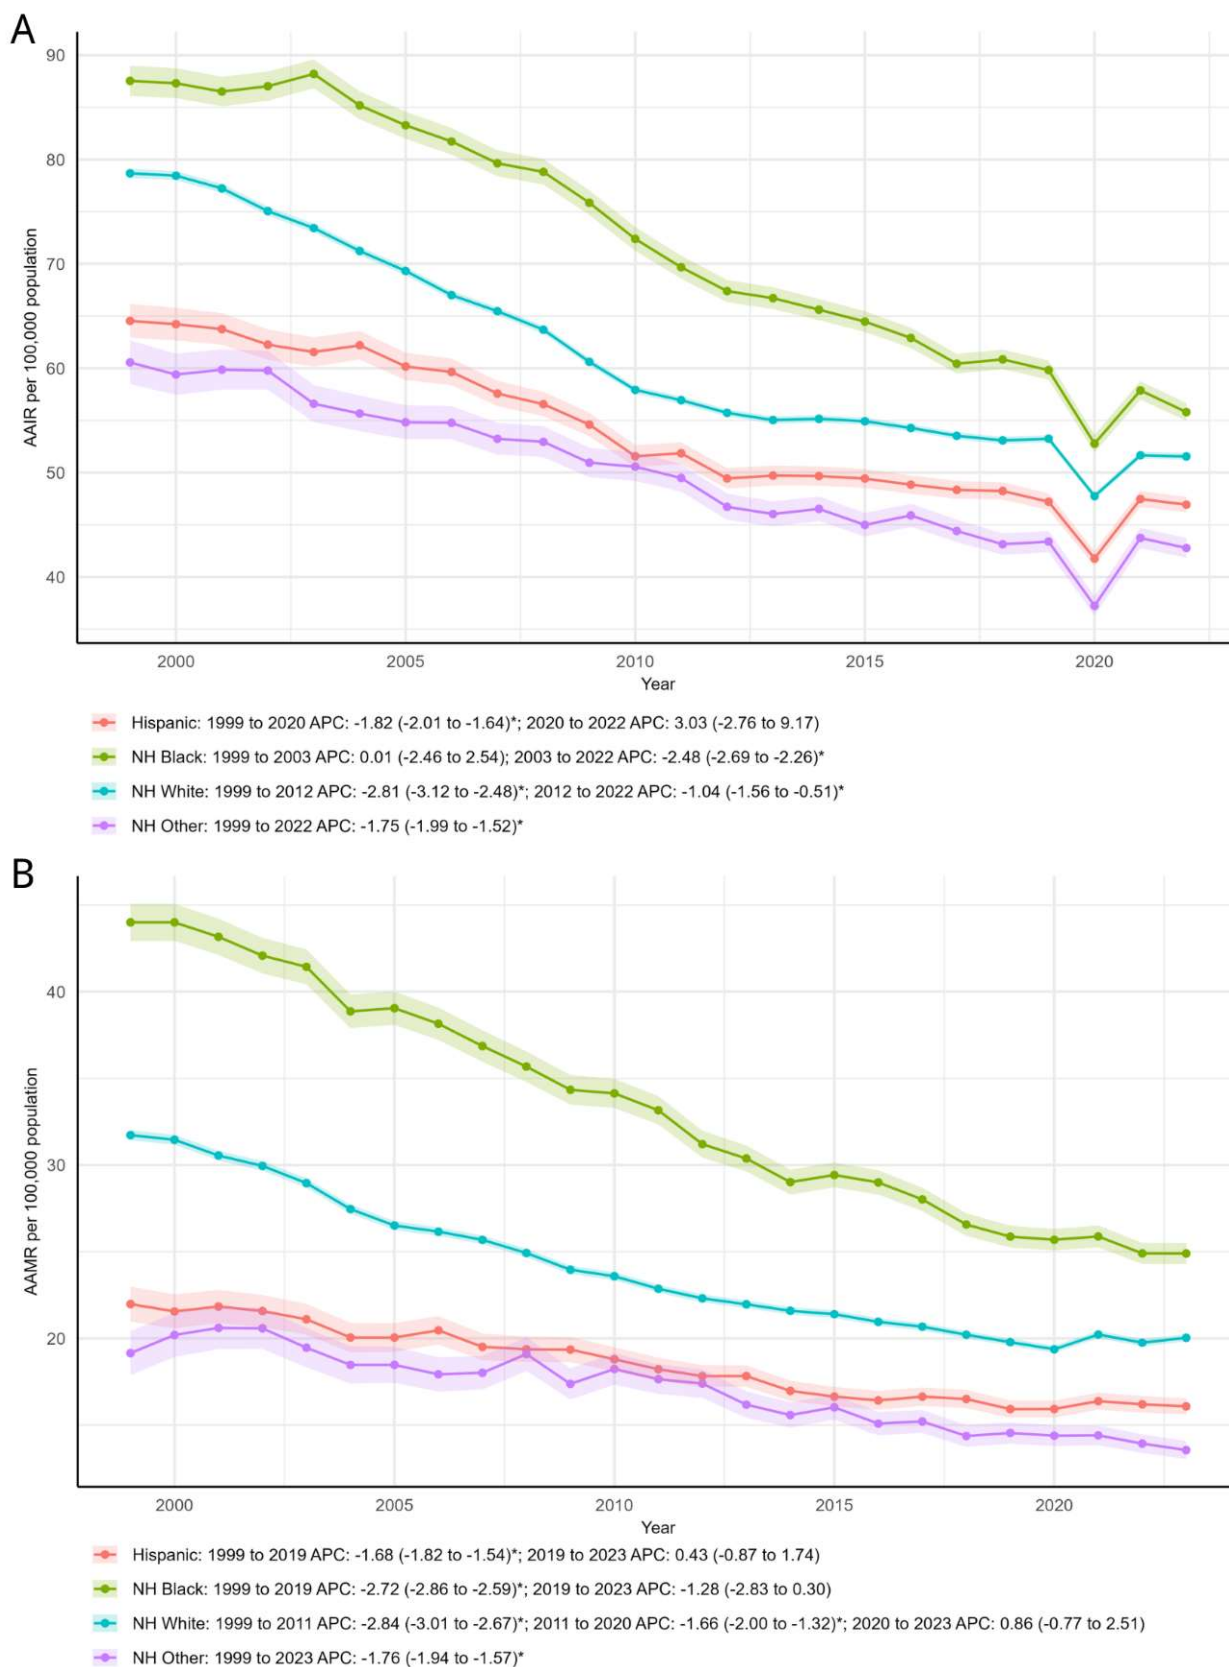 A
90
80
70
60
50
40
AAIR per 100,000 population
2000 2005 2010 2015 2020
Year
Hispanic: 1999 to 2020 APC: -1.82 (-2.01 to -1.64)*; 2020 to 2022 APC: 3.03 (-2.76 to 9.17)
NH Black: 1999 to 2003 APC: 0.01 (-2.46 to 2.54); 2003 to 2022 APC: -2.48 (-2.69 to -2.26)*
NH White: 1999 to 2012 APC: -2.81 (-3.12 to -2.48)*; 2012 to 2022 APC: -1.04 (-1.56 to -0.51)*
NH Other: 1999 to 2022 APC: -1.75 (-1.99 to -1.52)*
B
40
30
20
AAMR per 100,000 population
2000 2005 2010 2015 2020
Year
Hispanic: 1999 to 2019 APC: -1.68 (-1.82 to -1.54)*; 2019 to 2023 APC: 0.43 (-0.87 to 1.74)
NH Black: 1999 to 2019 APC: -2.72 (-2.86 to -2.59)*; 2019 to 2023 APC: -1.28 (-2.83 to 0.30)
NH White: 1999 to 2011 APC: -2.84 (-3.01 to -2.67)*; 2011 to 2020 APC: -1.66 (-2.00 to -1.32)*; 2020 to 2023 APC: 0.86 (-0.77 to 2.51)
NH Other: 1999 to 2023 APC: -1.76 (-1.94 to -1.57)*